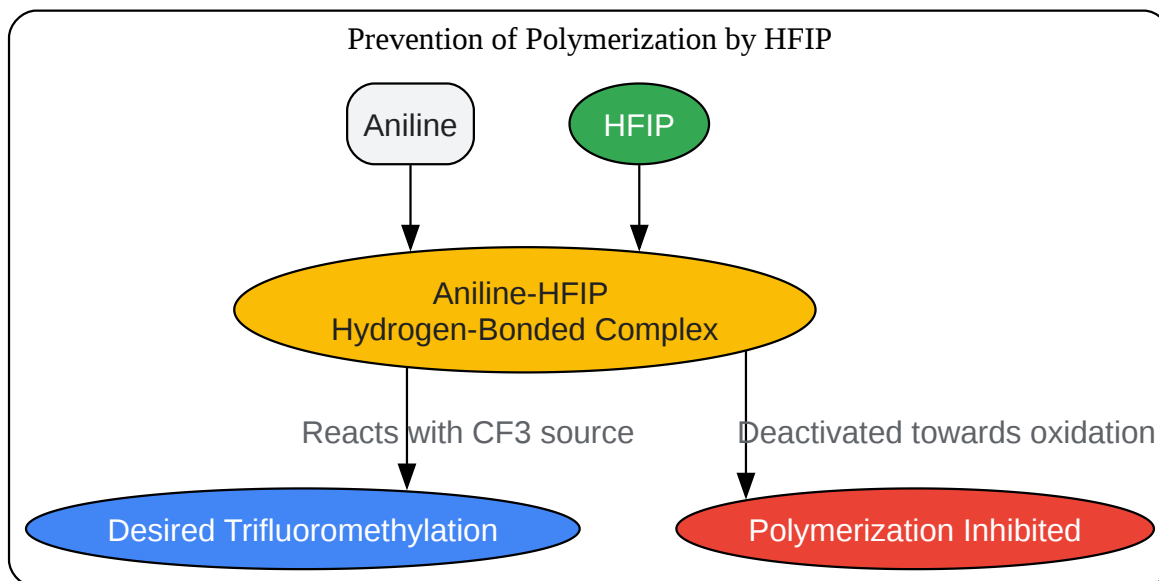 Prevention of Polymerization by HFIP
Aniline
HFIP
Aniline-HFIP
Hydrogen-Bonded Complex
Reacts with CF3 source
Deactivated towards oxidation
Desired Trifluoromethylation
Polymerization Inhibited